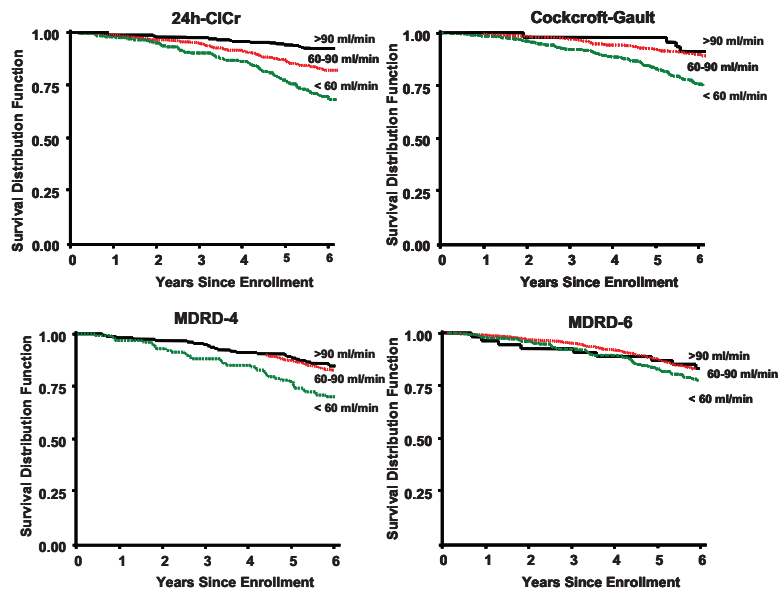 24h-ClCr
Survival Distribution Function
1.00
0.75
0.50
0.25
0.00
>90 ml/min
60-90 ml/min
< 60 ml/min
0 1 2 3 4 5 6
Years Since Enrollment
Cockcroft-Gault
Survival Distribution Function
1.00
0.75
0.50
0.25
0.00
>90 ml/min
60-90 ml/min
< 60 ml/min
0 1 2 3 4 5 6
Years Since Enrollment
MDRD-4
Survival Distribution Function
1.00
0.75
0.50
0.25
0.00
>90 ml/min
60-90 ml/min
< 60 ml/min
0 1 2 3 4 5 6
Years Since Enrollment
MDRD-6
Survival Distribution Function
1.00
0.75
0.50
0.25
0.00
>90 ml/min
60-90 ml/min
< 60 ml/min
0 1 2 3 4 5 6
Years Since Enrollment